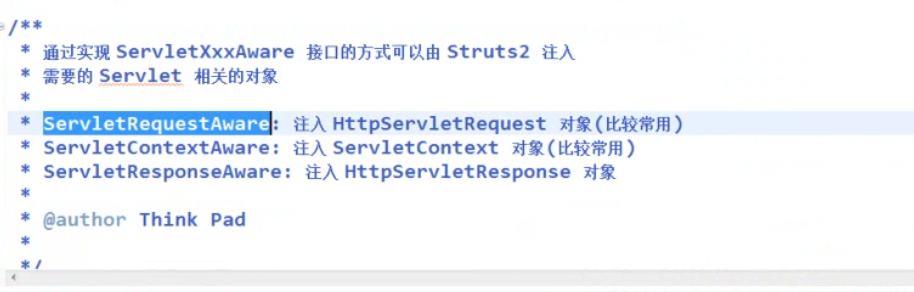 /**
* 通过实现 ServletXxxAware 接口的方式可以由 Struts2 注入
* 需要的 Servlet 相关的对象
*
* ServletRequestAware: 注入 HttpServletRequest 对象(比较常用)
* ServletContextAware: 注入 ServletContext 对象(比较常用)
* ServletResponseAware: 注入 HttpServletResponse 对象
*
* @author Think Pad
*
*/